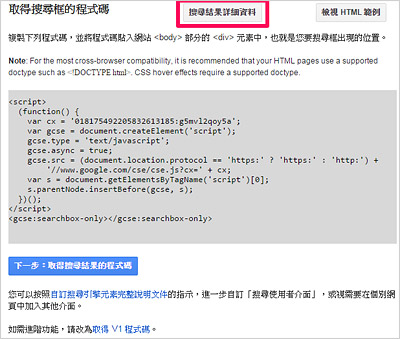 取得搜尋框的程式碼
搜尋結果詳細資料
檢視 HTML 範例
複製下列程式碼，並將程式碼貼入網站 <body> 部分的 <div> 元素中，也就是您要搜尋框出現的位置。
Note: For the most cross-browser compatibility, it is recommended that your HTML pages use a supported
doctype such as <!DOCTYPE html>. CSS hover effects require a supported doctype.
<script>
(function() {
var cx = '018175492205832613185:g5mvl2qoy5a';
var gcse = document.createElement('script');
gcse.type = 'text/javascript';
gcse.async = true;
gcse.src = (document.location.protocol == 'https:' ? 'https:' : 'http:') +
'//www.google.com/cse/cse.js?cx=' + cx;
var s = document.getElementsByTagName('script')[0];
s.parentNode.insertBefore(gcse, s);
})();
</script>
<gcse:searchbox-only></gcse:searchbox-only>
下一步：取得搜尋結果的程式碼
您可以按照自訂搜尋引擎元素完整說明文件的指示，進一步自訂「搜尋使用者介面」，或視需要在個別網
頁中加入其他介面。
如需進階功能，請改為取得 V1 程式碼。